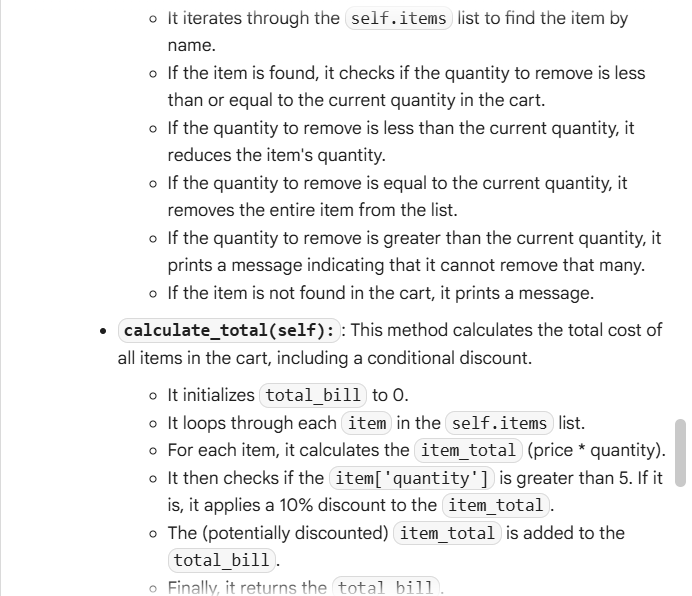 It iterates through the self.items list to find the item by
name.
If the item is found, it checks if the quantity to remove is less
than or equal to the current quantity in the cart.
If the quantity to remove is less than the current quantity, it
reduces the item's quantity.
If the quantity to remove is equal to the current quantity, it
removes the entire item from the list.
If the quantity to remove is greater than the current quantity, it
prints a message indicating that it cannot remove that many.
If the item is not found in the cart, it prints a message.
calculate_total(self): : This method calculates the total cost of
all items in the cart, including a conditional discount.
It initializes total_bill to 0.
It loops through each item in the self.items list.
For each item, it calculates the item_total (price * quantity).
It then checks if the item['quantity'] is greater than 5. If it
is, it applies a 10% discount to the item_total.
The (potentially discounted) item_total is added to the
total_bill.
Finally, it returns the total_bill.